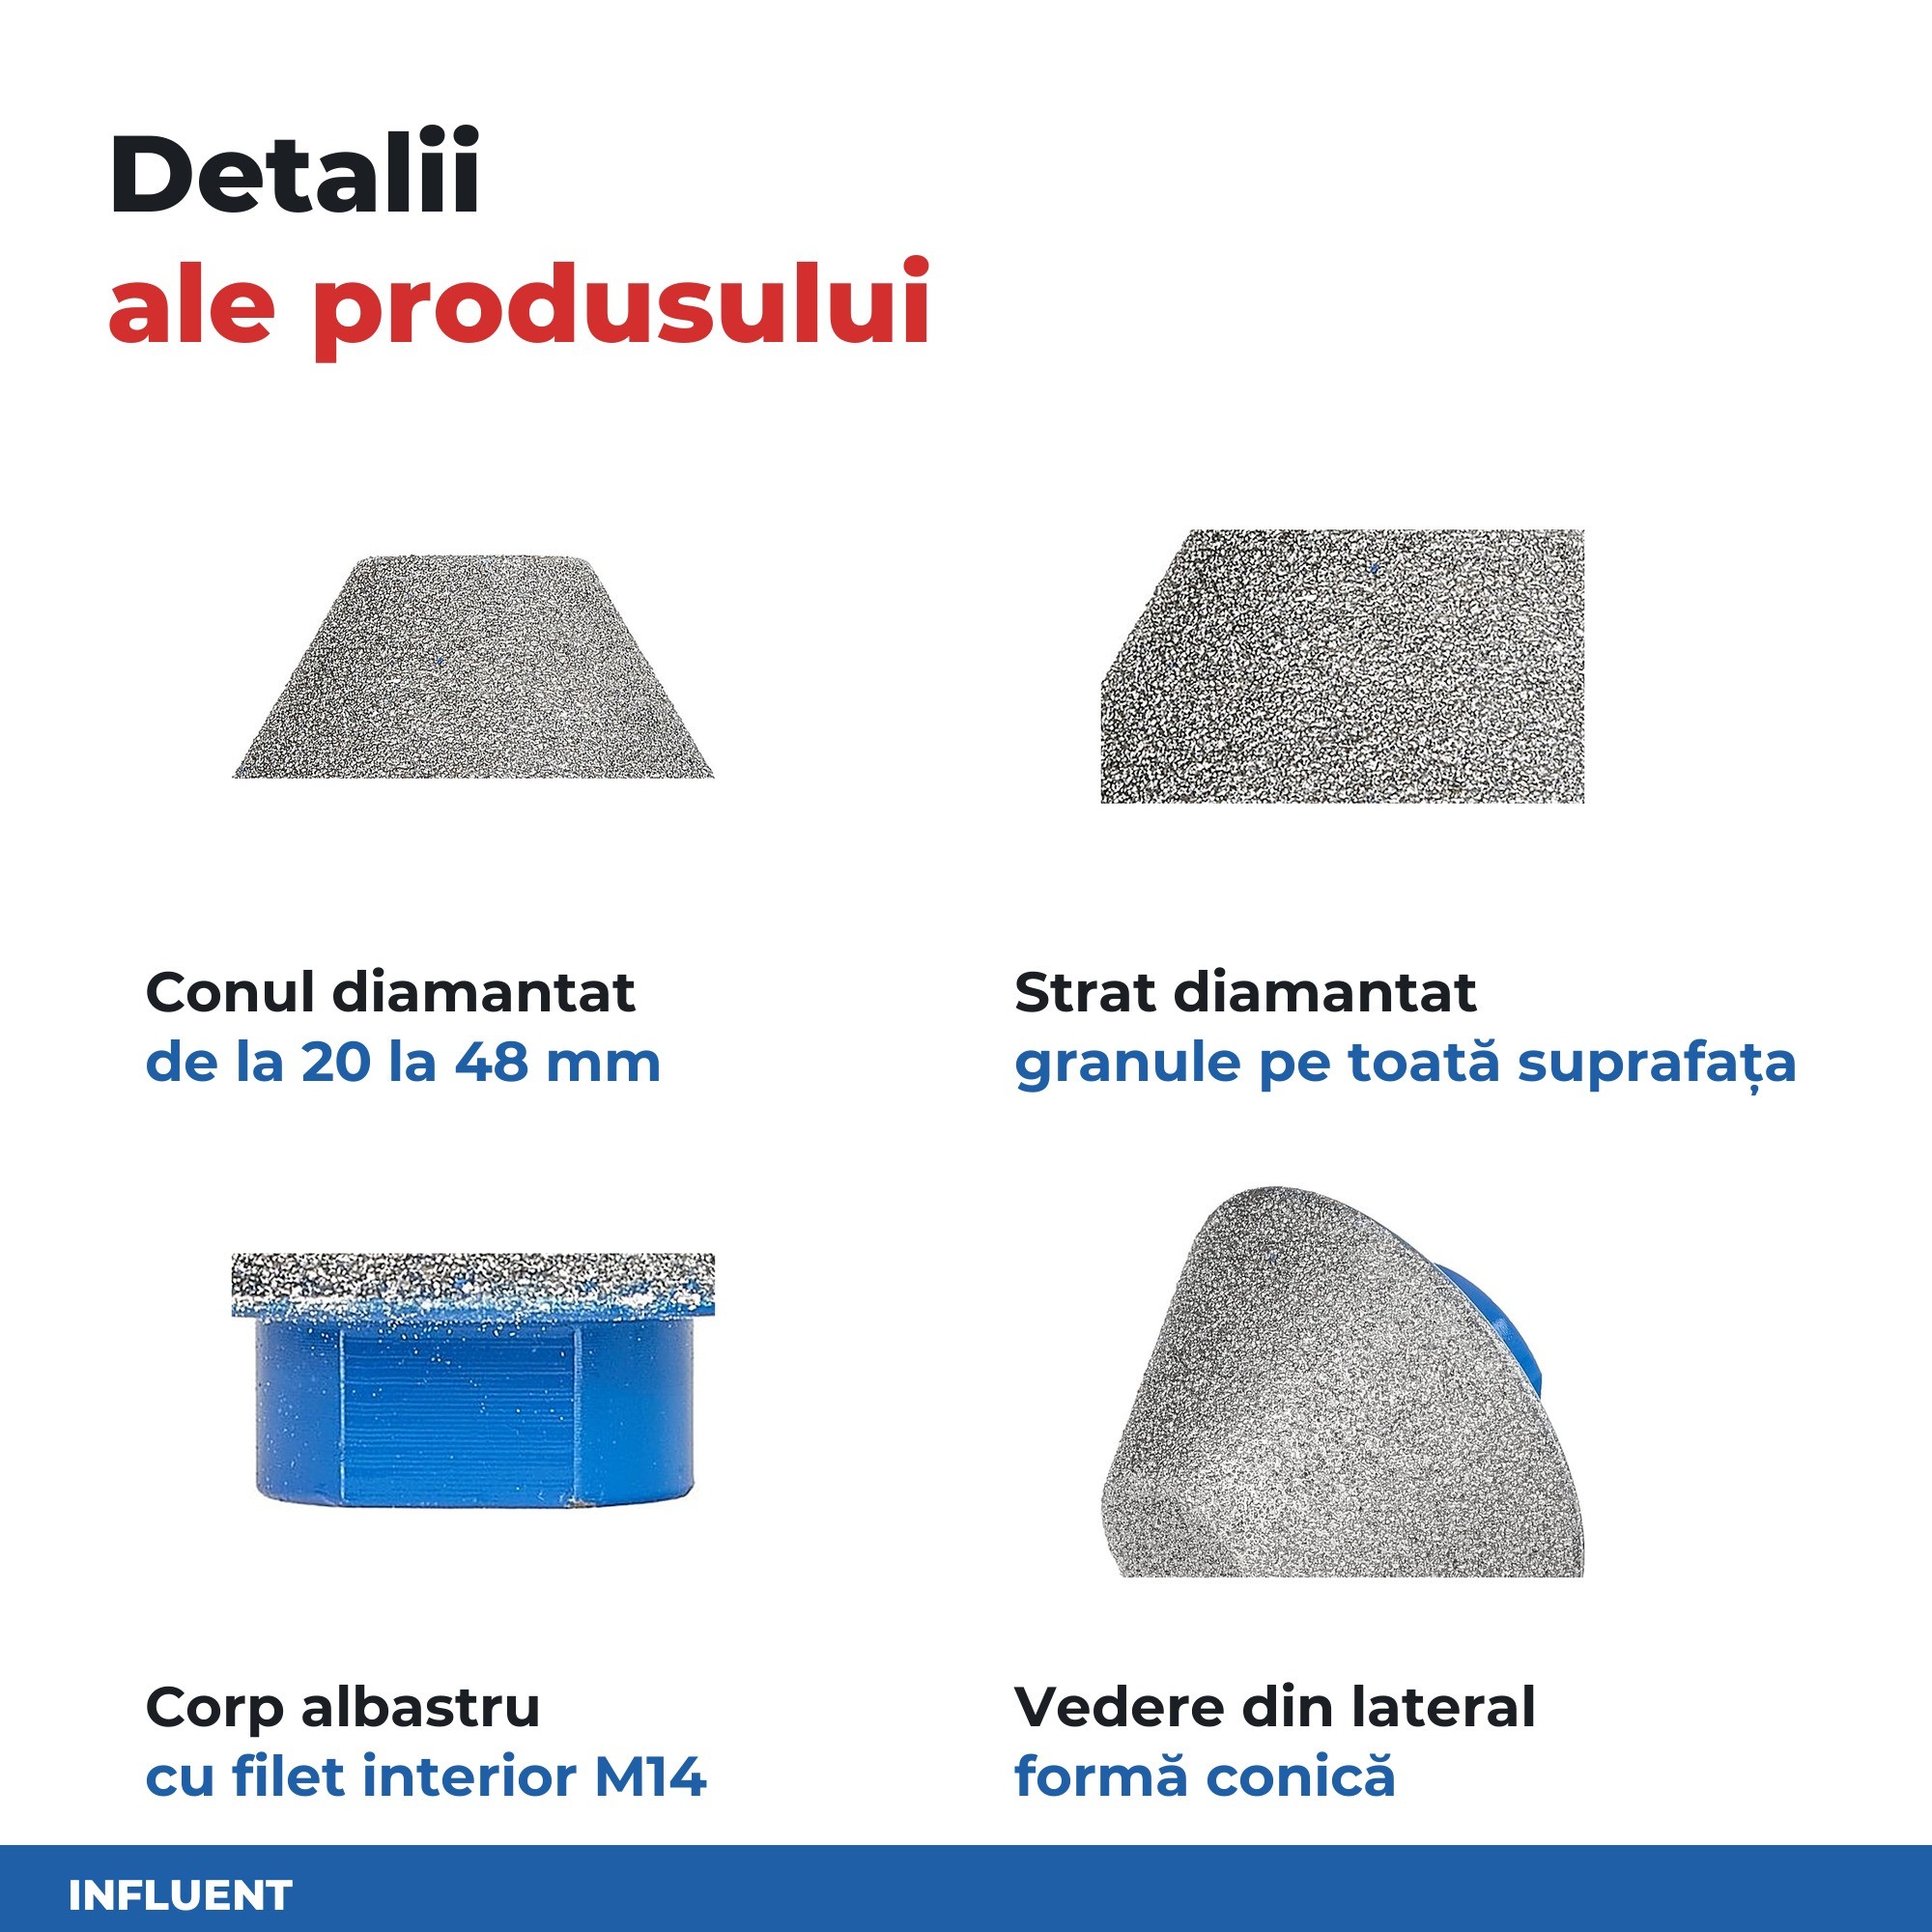 Detalii
ale produsului
Conul diamantat
de la 20 la 48 mm
Strat diamantat
granule pe toată suprafața
Corp albastru
cu filet interior M14
Vedere din lateral
formă conică
INFLUENT